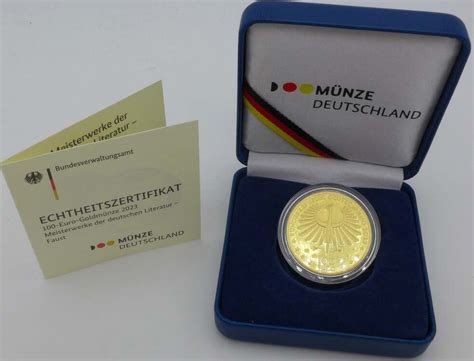 Meisterwerke der
Literatur –
Bundesverwaltungsamt
ECHTHEITSZERTIFIKAT
100-Euro-Goldmünze 2023
Meisterwerke der deutschen Literatur –
Faust
MÜNZE
DEUTSCHLAND
MÜNZE
DEUTSCHLAND